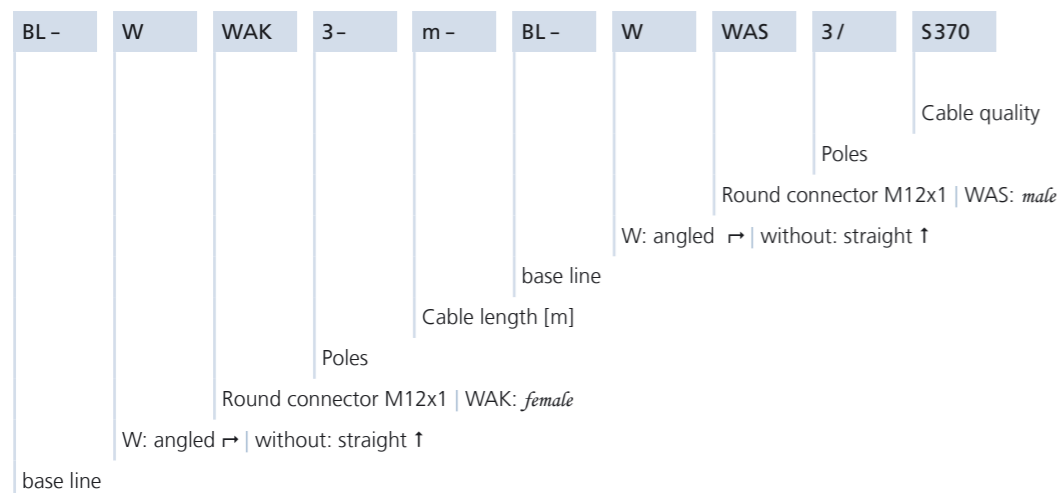 BL – W WAK 3 – m – BL – W WAS 3 / S370
Cable quality
Poles
Round connector M12x1 | WAS: male
W: angled ↱ | without: straight ↑
base line
Cable length [m]
Poles
Round connector M12x1 | WAK: female
W: angled ↱ | without: straight ↑
base line